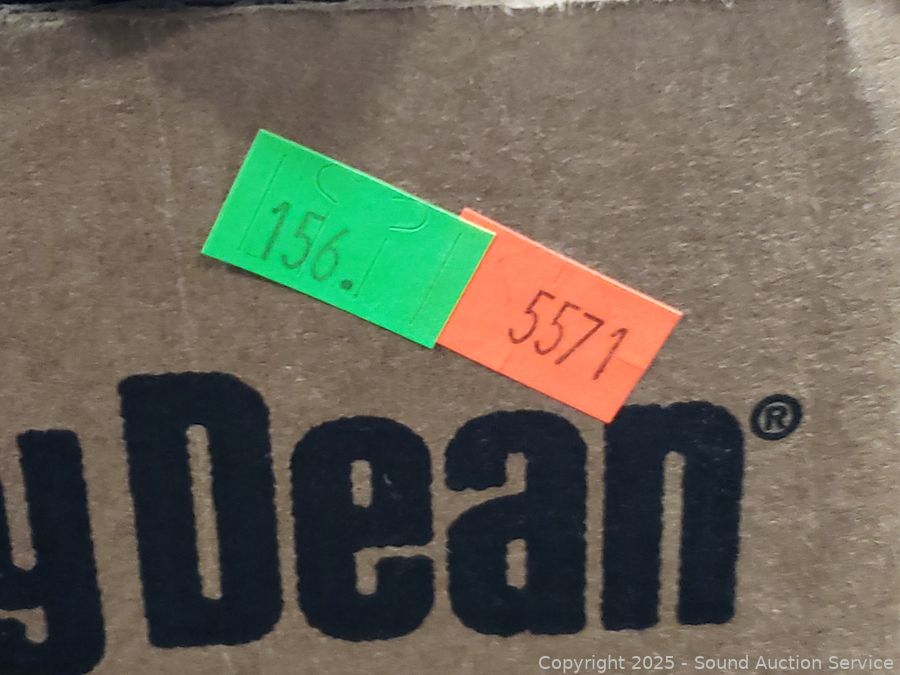 156.
5571
yDean®
Copyright 2025 - Sound Auction Service